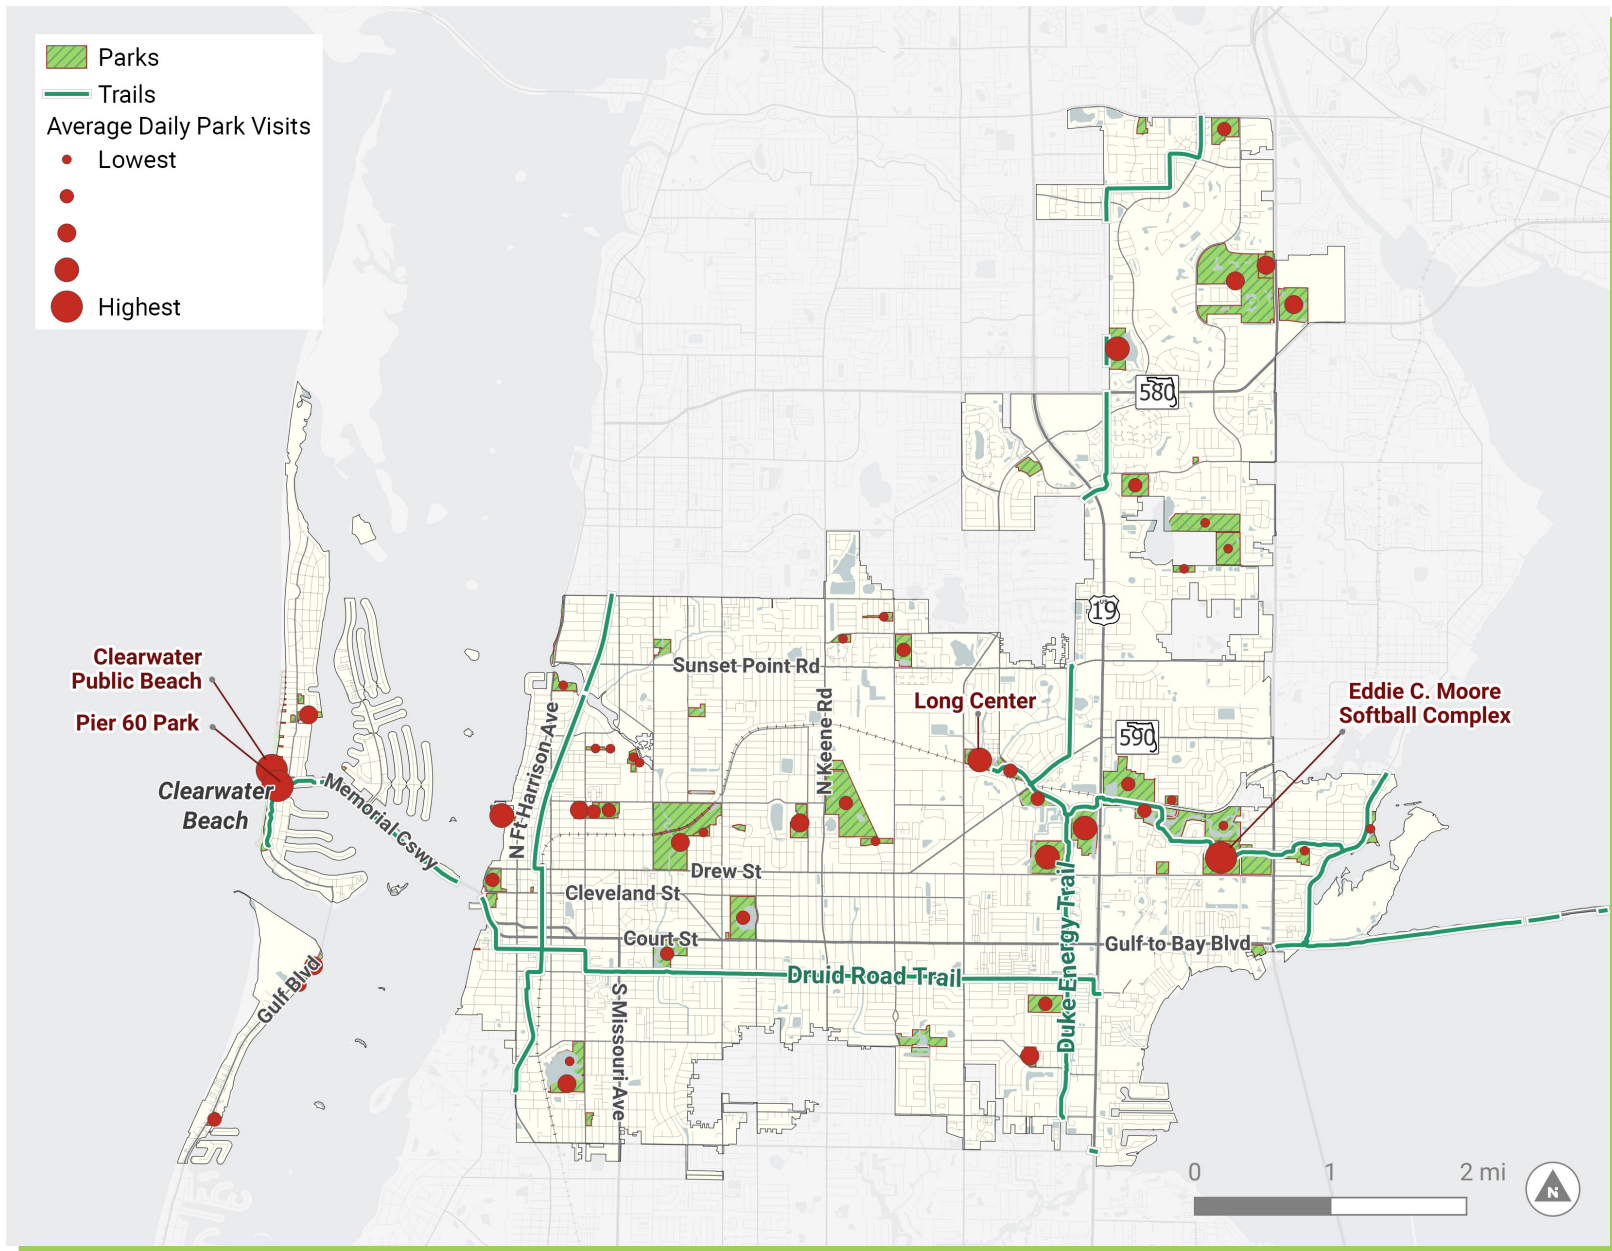 Parks
Trails
Average Daily Park Visits
Lowest
Highest
580
19
Sunset Point Rd
Clearwater
Public Beach
Pier 60 Park
Clearwater
Beach
Memorial Cswy
N Ft Harrison Ave
N Keene Rd
Long Center
590
Eddie C. Moore
Softball Complex
Drew St
Cleveland St
Court St
Gulf to Bay Blvd
Druid Road Trail
Duke Energy Trail
Gulf Blvd
S Missouri Ave
0 1 2 mi
N